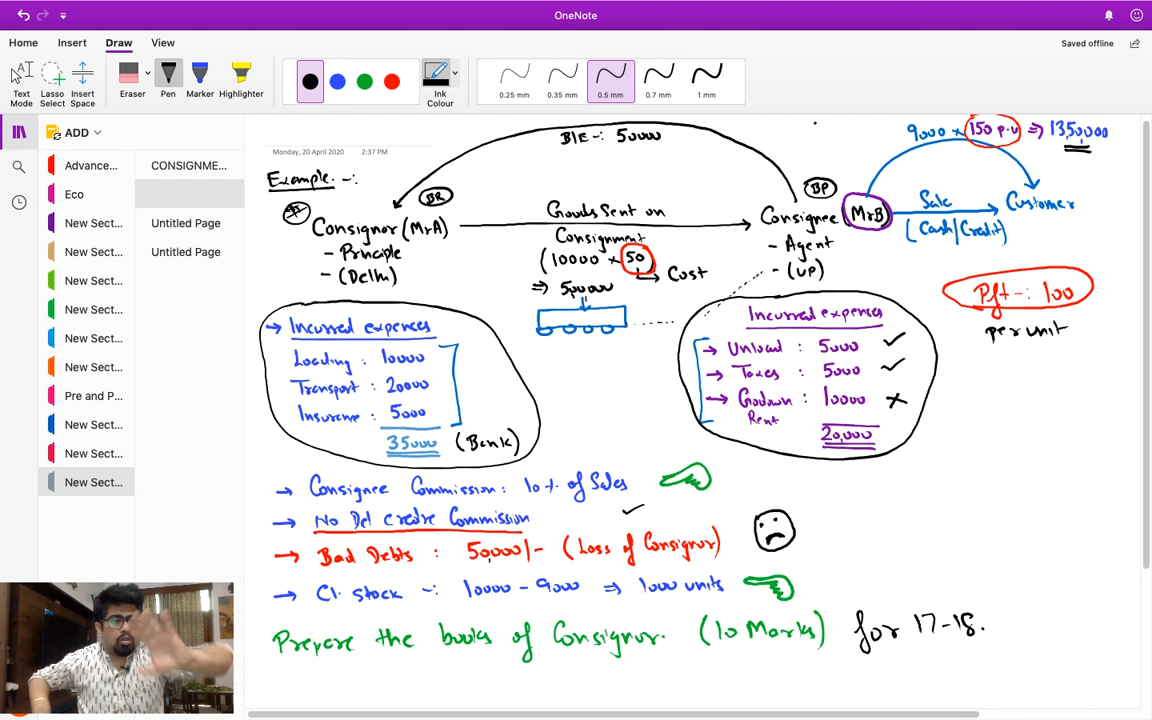 OneNote
Home Insert Draw View
Saved offline
Text Mode
Lasso Select
Insert Space
Eraser
Pen
Marker
Highlighter
0.25 mm
0.35 mm
0.5 mm
0.7 mm
1 mm
Ink Colour
ADD
Advance...
Eco
New Sect...
New Sect...
New Sect...
New Sect...
New Sect...
New Sect...
Pre and P...
New Sect...
New Sect...
New Sect...
CONSIGNME...
Untitled Page
Untitled Page
Monday, 20 April 2020 2:37 PM
Example -:
B/E -: 50000
9000 × 150 p.u ⇒ 13,50,000
BR
BP
Consignor (MrA)
- Principle
- (Delhi)
Goods Sent on
Consignment
(10000 × 50
⇒ 500000
→ Cost
Consignee (MrB)
- Agent
- (UP)
Sale
(Cash/Credit)
Customer
Pft -: 100
per unit
→ Incurred expenses
Loading : 10000
Transport : 20000
Insurance : 5000
35000 (Bank)
Incurred expenses
→ Unload : 5000 ✓
→ Taxes : 5000 ✓
→ Godown : 10000 ×
Rent
20,000
→ Consignee Commission : 10 % of Sales
→ No Del credre Commission ✓
→ Bad Debts : 50,000/- (Loss of Consignor)
→ Cl. stock -: 10000 - 9000 ⇒ 1000 units
Prepare the books of Consignor. (10 Marks) for 17-18.